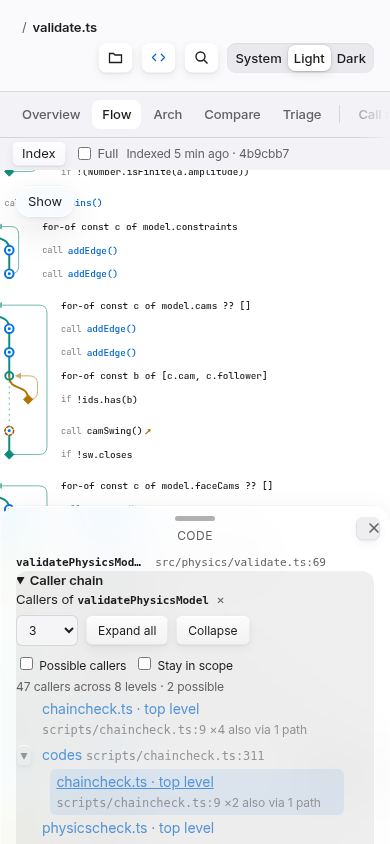 / validate.ts
System Light Dark
Overview Flow Arch Compare Triage Call
Index Full Indexed 5 min ago · 4b9cbb7
if !(Number.isFinite(a.amplitude))
ca ins()
Show
for-of const c of model.constraints
call addEdge()
call addEdge()
for-of const c of model.cams ?? []
call addEdge()
call addEdge()
for-of const b of [c.cam, c.follower]
if !ids.has(b)
call camSwing() ↗
if !sw.closes
for-of const c of model.faceCams ?? []
CODE
validatePhysicsMod… src/physics/validate.ts:69
▼ Caller chain
Callers of validatePhysicsModel ×
3 Expand all Collapse
Possible callers Stay in scope
47 callers across 8 levels · 2 possible
chaincheck.ts · top level
scripts/chaincheck.ts:9 ×4 also via 1 path
▼ codes scripts/chaincheck.ts:311
chaincheck.ts · top level
scripts/chaincheck.ts:9 ×2 also via 1 path
physicscheck.ts · top level